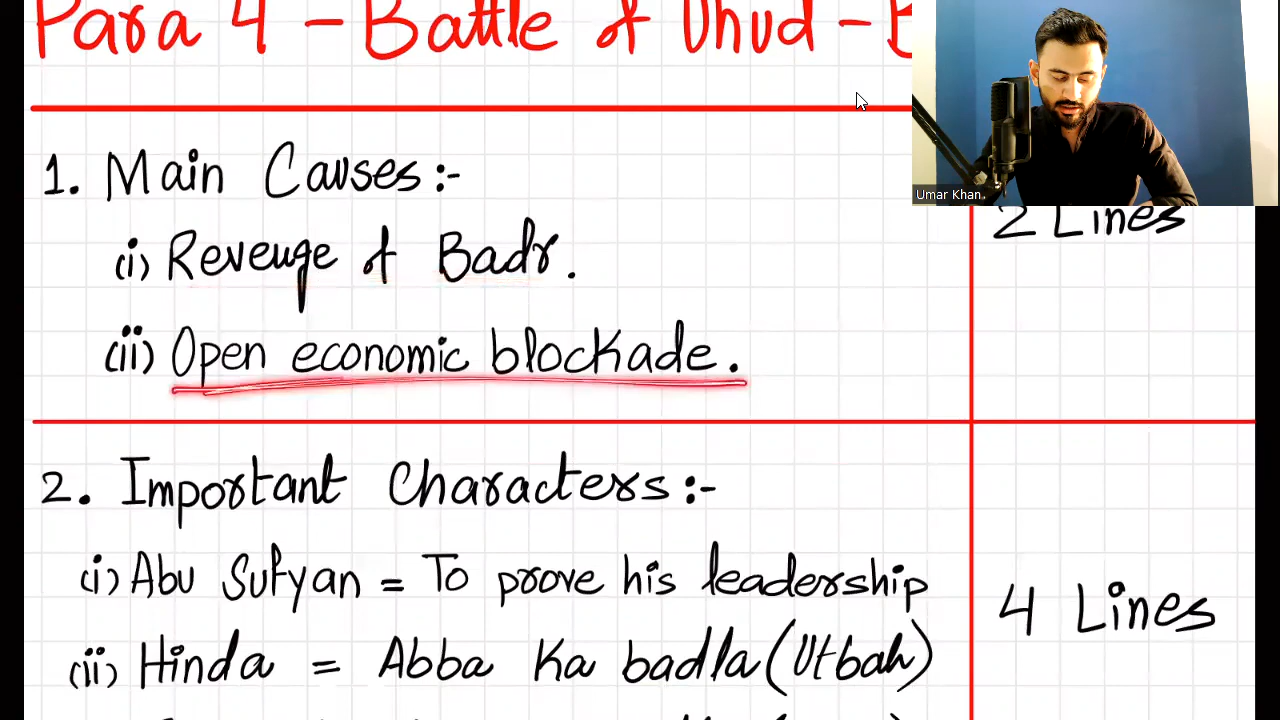 Para 4 - Battle of Uhud -
Umar Khan
1. Main Causes :-
2 Lines
(i) Revenge of Badr.
(ii) Open economic blockade.
2. Important Characters :-
(i) Abu Sufyan = To prove his leadership
4 Lines
(ii) Hinda = Abba Ka badla (Utbah)